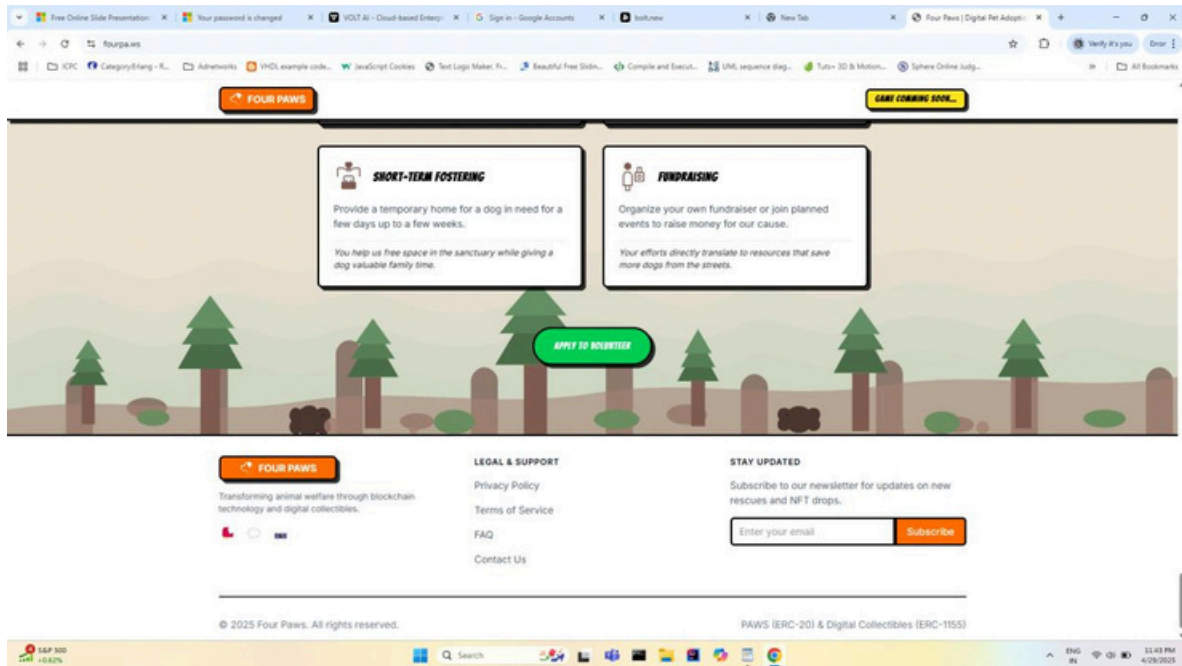 Free Online Slide Presentation:
Your password is changed
VOLT AI - Cloud-based Enterp
Sign in - Google Accounts
bolt.new
New Tab
Four Paws | Digital Pet Adopti
fourpa.ws
Verify it's you
Error
ICPC
Category:Erlang - R...
Adnetworks
VHDL example code...
JavaScript Cookies
Text Logo Maker, Fr...
Beautiful Free Slidin...
Compile and Execut...
UML sequence diag...
Tuts+ 3D & Motion...
Sphere Online Judg...
All Bookmarks
FOUR PAWS
GAME COMMING SOON...
SHORT-TERM FOSTERING
Provide a temporary home for a dog in need for a
few days up to a few weeks.
You help us free space in the sanctuary while giving a
dog valuable family time.
FUNDRAISING
Organize your own fundraiser or join planned
events to raise money for our cause.
Your efforts directly translate to resources that save
more dogs from the streets.
APPLY TO VOLUNTEER
FOUR PAWS
Transforming animal welfare through blockchain
technology and digital collectibles.
LEGAL & SUPPORT
Privacy Policy
Terms of Service
FAQ
Contact Us
STAY UPDATED
Subscribe to our newsletter for updates on new
rescues and NFT drops.
Enter your email
Subscribe
© 2025 Four Paws. All rights reserved.
PAWS (ERC-20) & Digital Collectibles (ERC-1155)
S&P 500
+0.62%
Search
ENG
IN
11:43 PM
4/29/2025